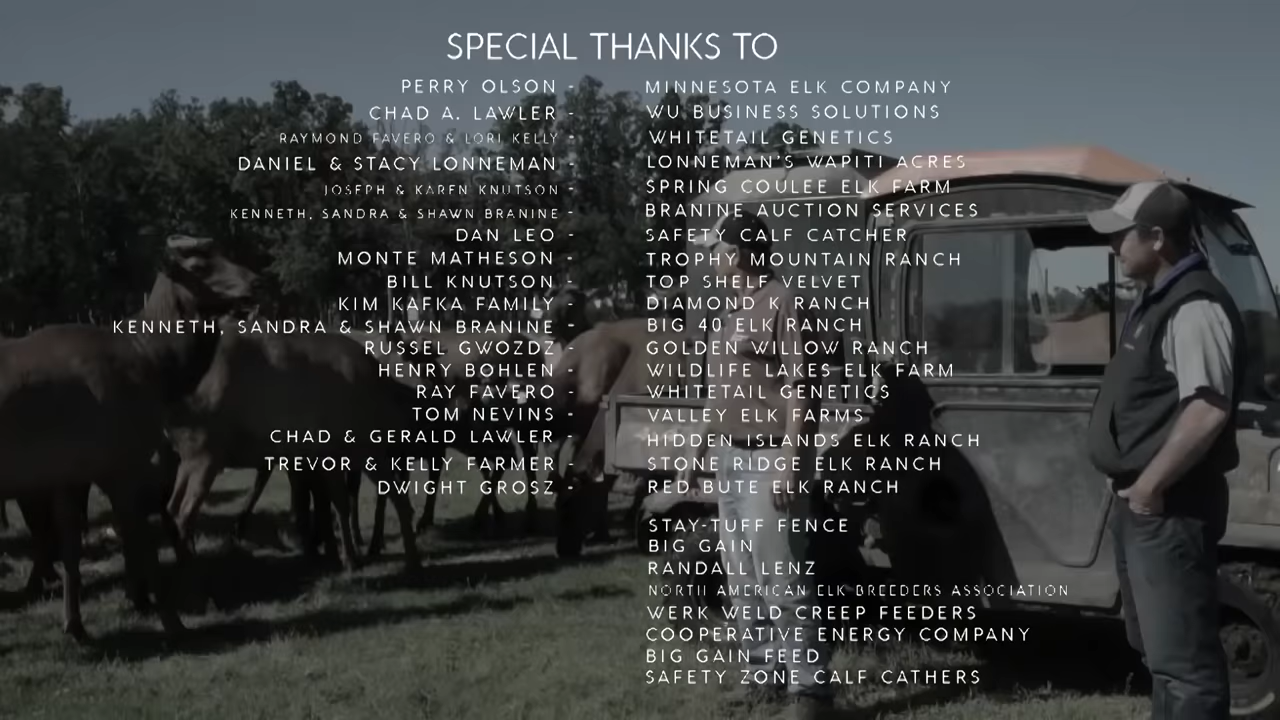 SPECIAL THANKS TO
PERRY OLSON - MINNESOTA ELK COMPANY
CHAD A. LAWLER - WU BUSINESS SOLUTIONS
RAYMOND FAVERO & LORI KELLY - WHITETAIL GENETICS
DANIEL & STACY LONNEMAN - LONNEMAN'S WAPITI ACRES
JOSEPH & KAREN KNUTSON - SPRING COULEE ELK FARM
KENNETH, SANDRA & SHAWN BRANINE - BRANINE AUCTION SERVICES
DAN LEO - SAFETY CALF CATCHER
MONTE MATHESON - TROPHY MOUNTAIN RANCH
BILL KNUTSON - TOP SHELF VELVET
KIM KAFKA FAMILY - DIAMOND K RANCH
KENNETH, SANDRA & SHAWN BRANINE - BIG 40 ELK RANCH
RUSSEL GWOZDZ - GOLDEN WILLOW RANCH
HENRY BOHLEN - WILDLIFE LAKES ELK FARM
RAY FAVERO - WHITETAIL GENETICS
TOM NEVINS - VALLEY ELK FARMS
CHAD & GERALD LAWLER - HIDDEN ISLANDS ELK RANCH
TREVOR & KELLY FARMER - STONE RIDGE ELK RANCH
DWIGHT GROSZ - RED BUTE ELK RANCH
STAY-TUFF FENCE
BIG GAIN
RANDALL LENZ
NORTH AMERICAN ELK BREEDERS ASSOCIATION
WERK WELD CREEP FEEDERS
COOPERATIVE ENERGY COMPANY
BIG GAIN FEED
SAFETY ZONE CALF CATHERS